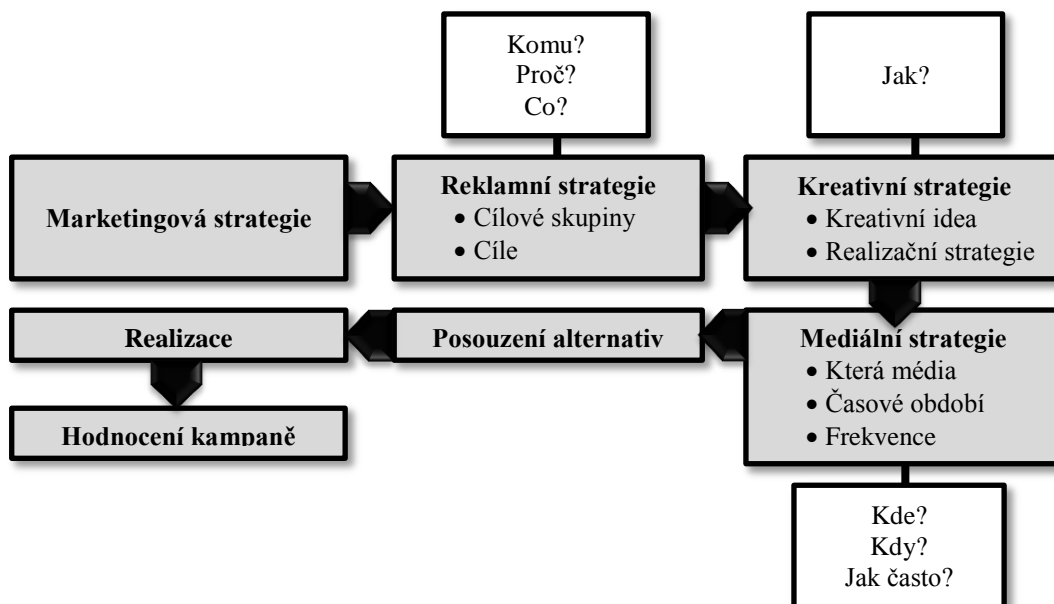 Komu?
Proč?
Co?
Jak?
Marketingová strategie
Reklamní strategie
• Cílové skupiny
• Cíle
Kreativní strategie
• Kreativní idea
• Realizační strategie
Realizace
Posouzení alternativ
Mediální strategie
• Která média
• Časové období
• Frekvence
Hodnocení kampaně
Kde?
Kdy?
Jak často?